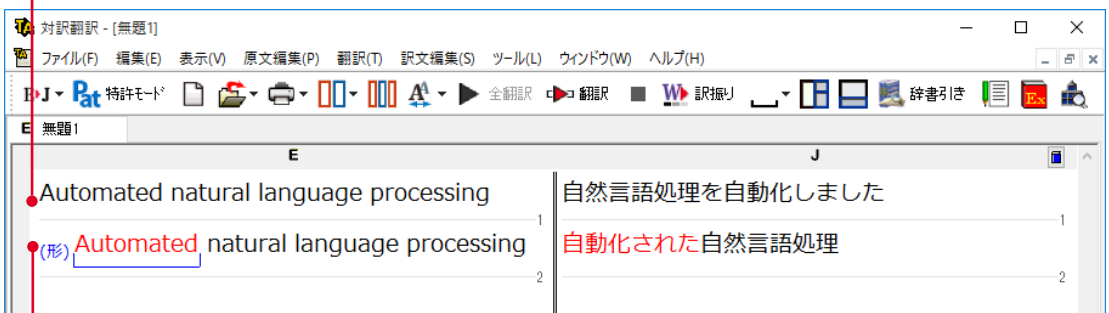 対訳翻訳 - [無題1]
ファイル(F) 編集(E) 表示(V) 原文編集(P) 翻訳(T) 訳文編集(S) ツール(L) ウィンドウ(W) ヘルプ(H)
E▶J Pat 特許モード A 全翻訳 翻訳 W 訳振り 辞書引き Ex
E 無題1
E J
Automated natural language processing 自然言語処理を自動化しました
1 1
(形) Automated natural language processing 自動化された自然言語処理
2 2